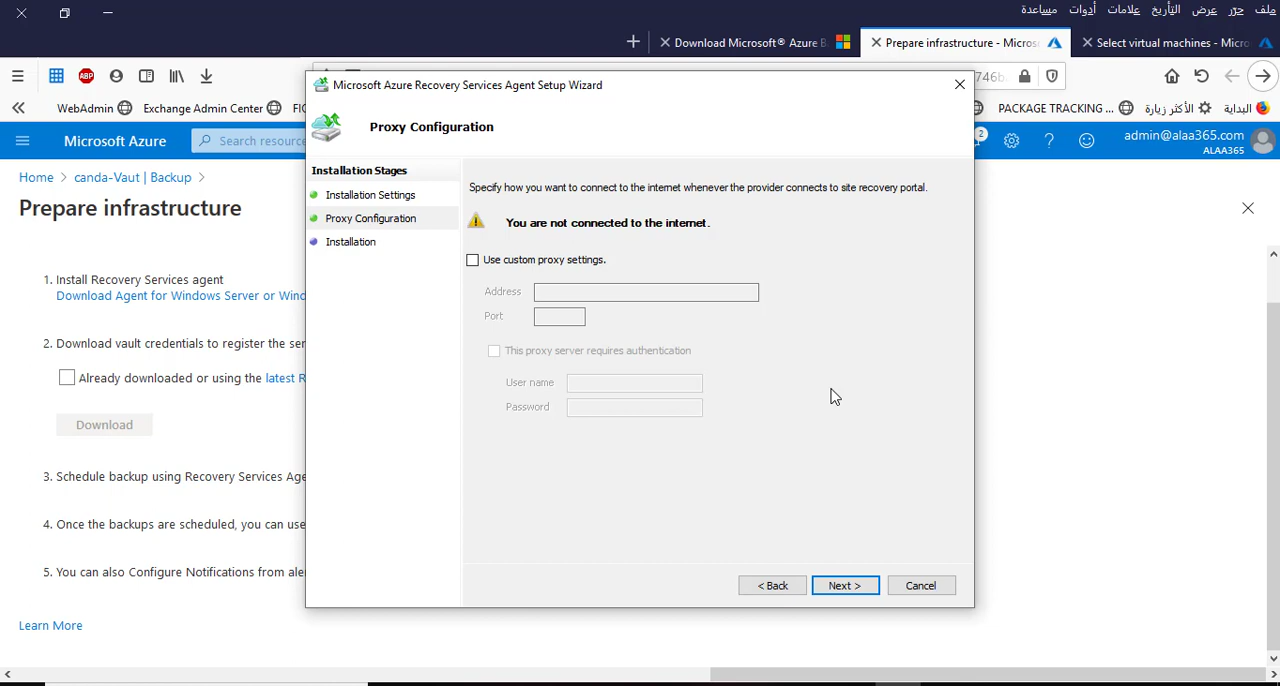 ملف حرّر عرض التأريخ علامات أدوات مساعدة
Download Microsoft® Azure B
Prepare infrastructure - Micros
Select virtual machines - Micro
ABP
746b
WebAdmin
Exchange Admin Center
PACKAGE TRACKING ...
الأكثر زيارة
البداية
Microsoft Azure
Search resource
2
admin@alaa365.com
ALAA365
Home > canda-Vaut | Backup >
Prepare infrastructure
1. Install Recovery Services agent
Download Agent for Windows Server or Wind
2. Download vault credentials to register the ser
Already downloaded or using the latest R
Download
3. Schedule backup using Recovery Services Age
4. Once the backups are scheduled, you can use
5. You can also Configure Notifications from aler
Learn More
Microsoft Azure Recovery Services Agent Setup Wizard
Proxy Configuration
Installation Stages
Installation Settings
Proxy Configuration
Installation
Specify how you want to connect to the internet whenever the provider connects to site recovery portal.
You are not connected to the internet.
Use custom proxy settings.
Address
Port
This proxy server requires authentication
User name
Password
< Back
Next >
Cancel